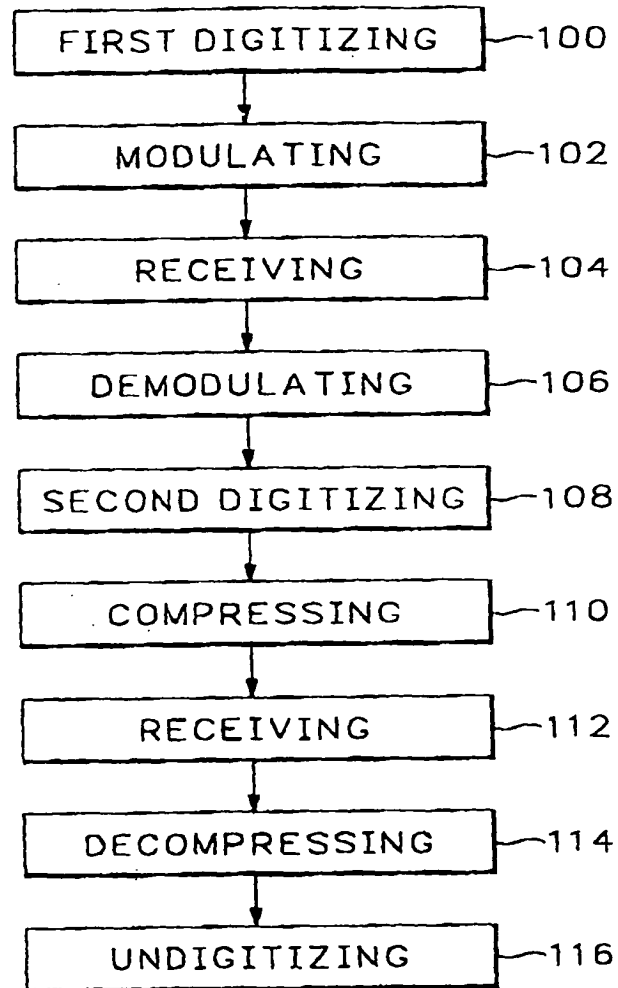 FIRST DIGITIZING 100
MODULATING 102
RECEIVING 104
DEMODULATING 106
SECOND DIGITIZING 108
COMPRESSING 110
RECEIVING 112
DECOMPRESSING 114
UNDIGITIZING 116